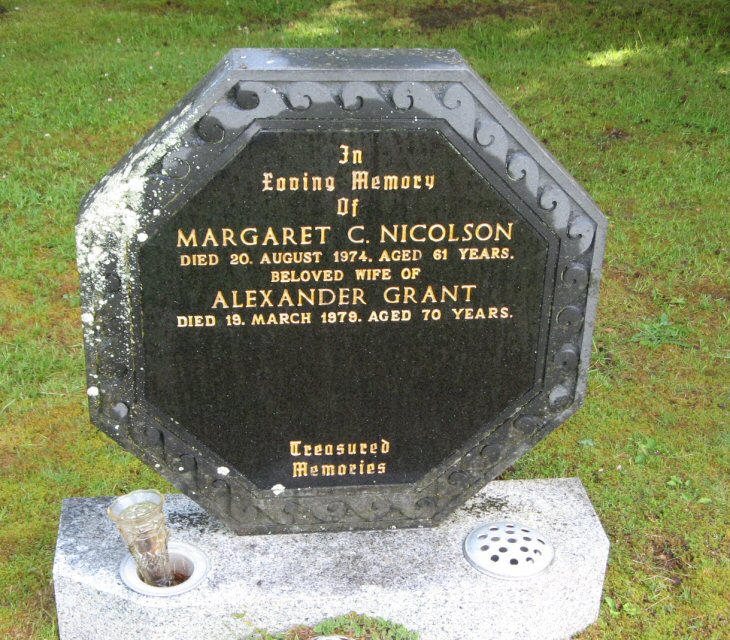 In
Loving Memory
Of
MARGARET C. NICOLSON
DIED 20. AUGUST 1974. AGED 61 YEARS.
BELOVED WIFE OF
ALEXANDER GRANT
DIED 19. MARCH 1979. AGED 70 YEARS.
Treasured
Memories